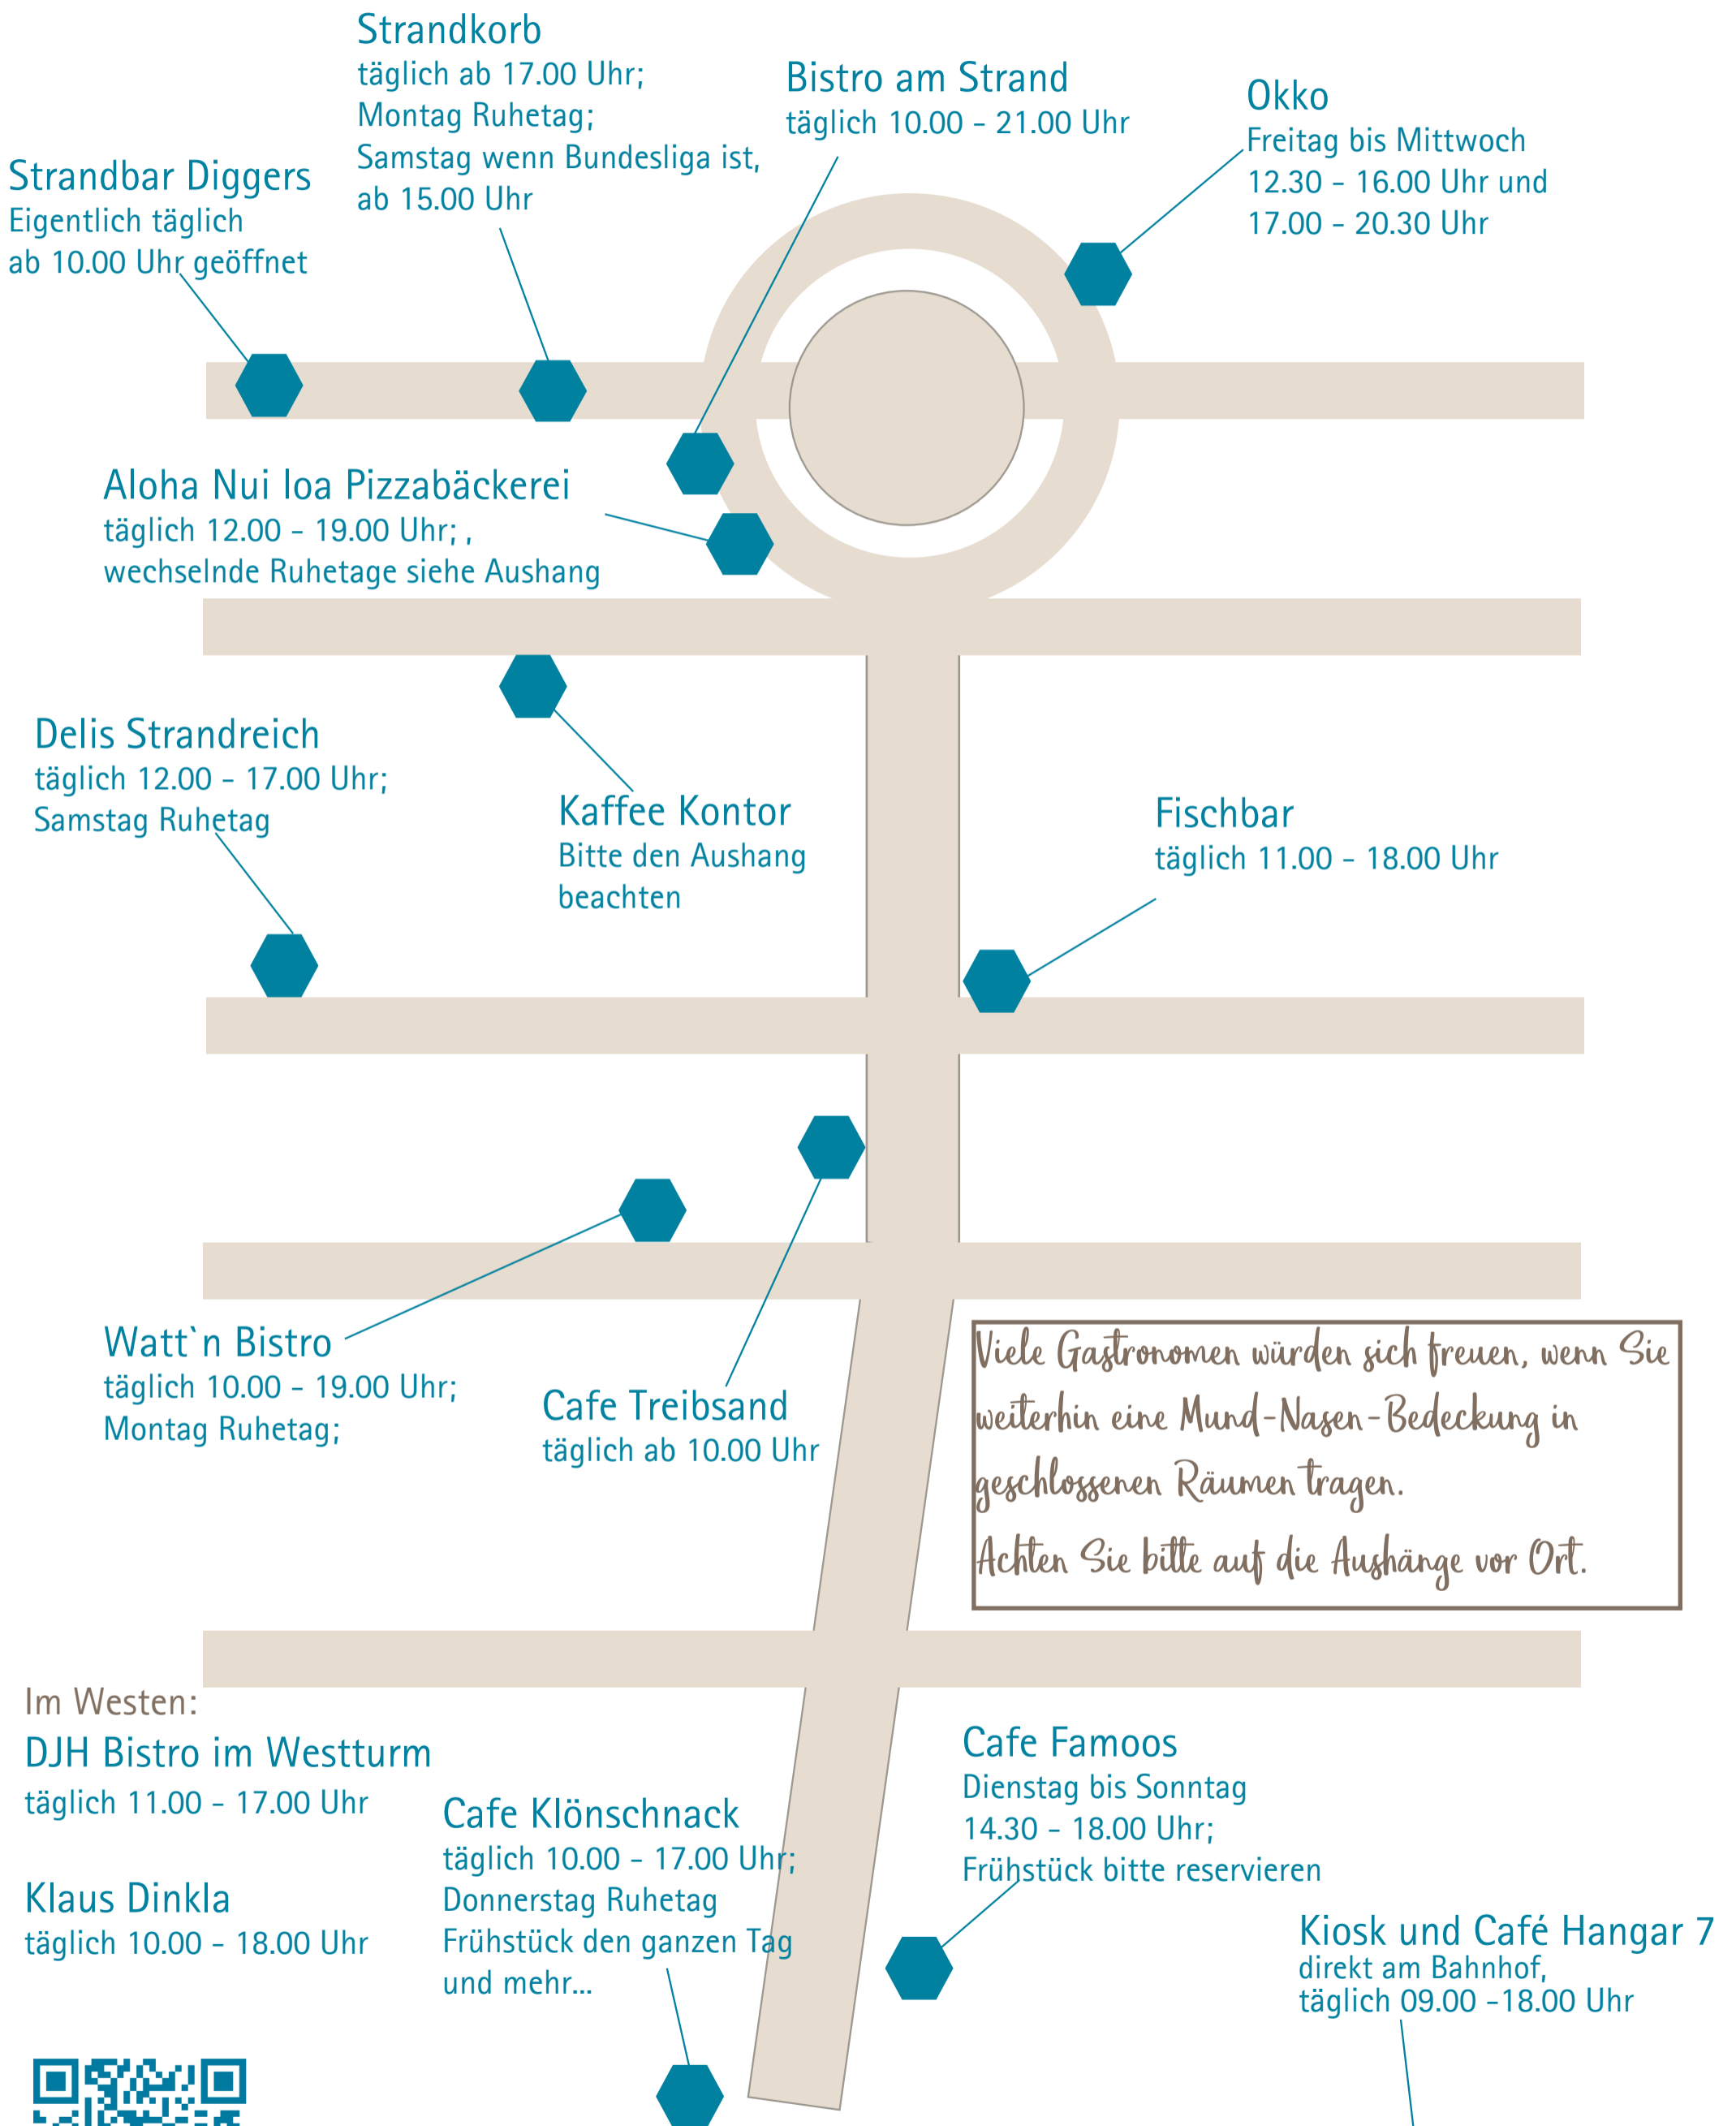 Strandkorb
täglich ab 17.00 Uhr;
Montag Ruhetag;
Samstag wenn Bundesliga ist,
ab 15.00 Uhr
Bistro am Strand
täglich 10.00 - 21.00 Uhr
Okko
Freitag bis Mittwoch
12.30 - 16.00 Uhr und
17.00 - 20.30 Uhr
Strandbar Diggers
Eigentlich täglich
ab 10.00 Uhr geöffnet
Aloha Nui loa Pizzabäckerei
täglich 12.00 - 19.00 Uhr; ,
wechselnde Ruhetage siehe Aushang
Delis Strandreich
täglich 12.00 - 17.00 Uhr;
Samstag Ruhetag
Kaffee Kontor
Bitte den Aushang
beachten
Fischbar
täglich 11.00 - 18.00 Uhr
Watt`n Bistro
täglich 10.00 - 19.00 Uhr;
Montag Ruhetag;
Cafe Treibsand
täglich ab 10.00 Uhr
Viele Gastronomen würden sich freuen, wenn Sie
weiterhin eine Mund-Nasen-Bedeckung in
geschlossenen Räumen tragen.
Achten Sie bitte auf die Aushänge vor Ort.
Im Westen:
DJH Bistro im Westturm
täglich 11.00 - 17.00 Uhr
Klaus Dinkla
täglich 10.00 - 18.00 Uhr
Cafe Klönschnack
täglich 10.00 - 17.00 Uhr;
Donnerstag Ruhetag
Frühstück den ganzen Tag
und mehr...
Cafe Famoos
Dienstag bis Sonntag
14.30 - 18.00 Uhr;
Frühstück bitte reservieren
Kiosk und Café Hangar 7
direkt am Bahnhof,
täglich 09.00 -18.00 Uhr